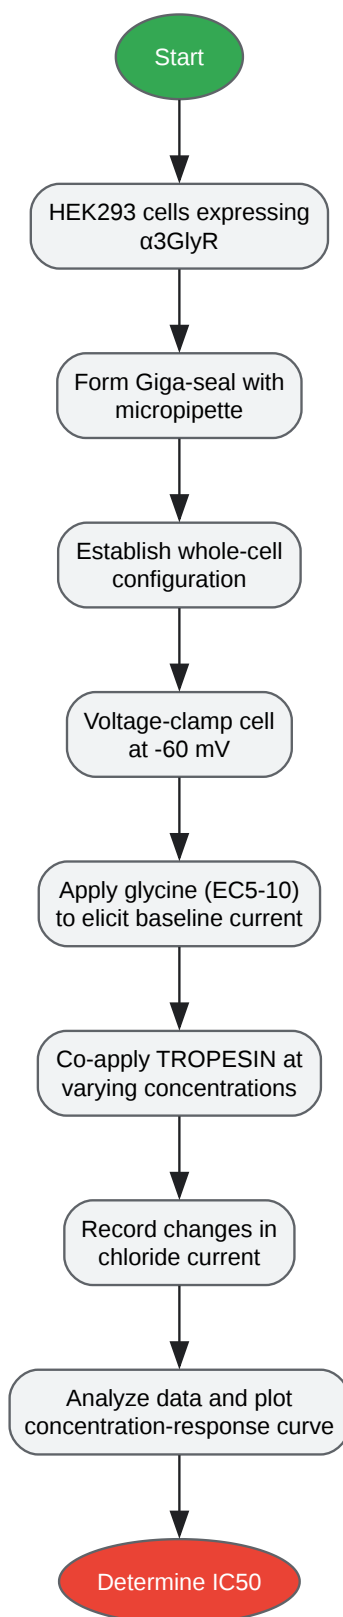 Start
HEK293 cells expressing
α3GlyR
Form Giga-seal with
micropipette
Establish whole-cell
configuration
Voltage-clamp cell
at -60 mV
Apply glycine (EC5-10)
to elicit baseline current
Co-apply TROPESIN at
varying concentrations
Record changes in
chloride current
Analyze data and plot
concentration-response curve
Determine IC50